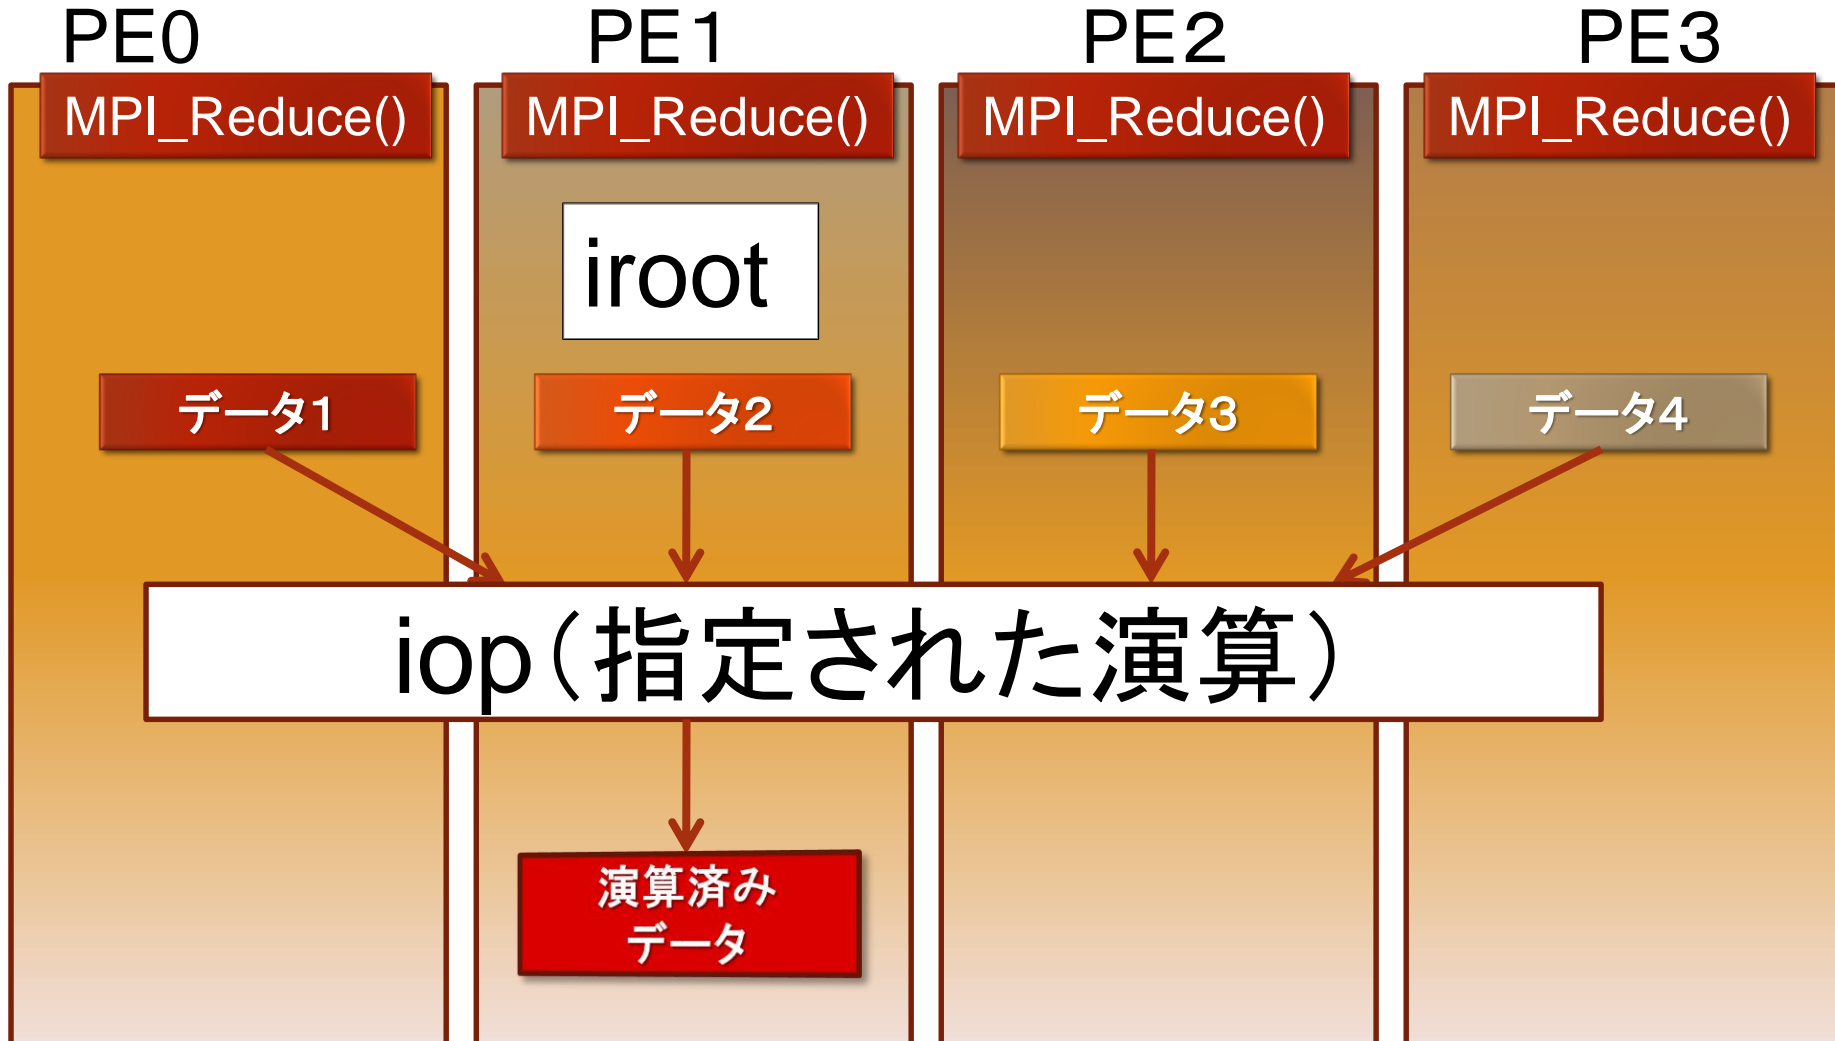 PE0
PE1
PE2
PE3
MPI_Reduce()
MPI_Reduce()
MPI_Reduce()
MPI_Reduce()
iroot
データ1
データ2
データ3
データ4
iop（指定された演算）
演算済み
データ